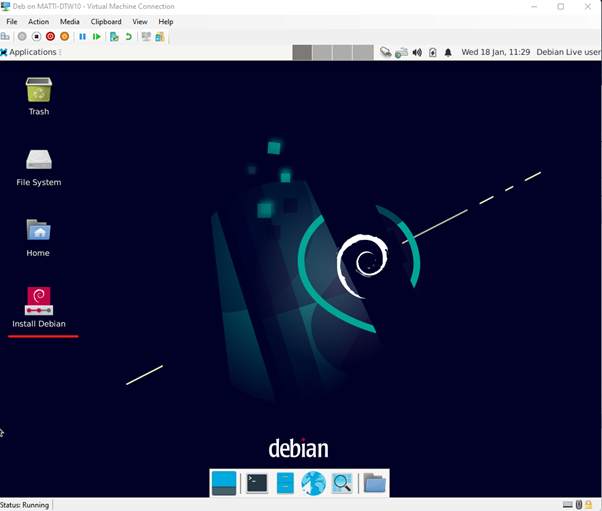 Deb on MATTI-DTW10 - Virtual Machine Connection
File Action Media Clipboard View Help
Applications
Wed 18 Jan, 11:29 Debian Live user
Trash
File System
Home
Install Debian
debian
Status: Running